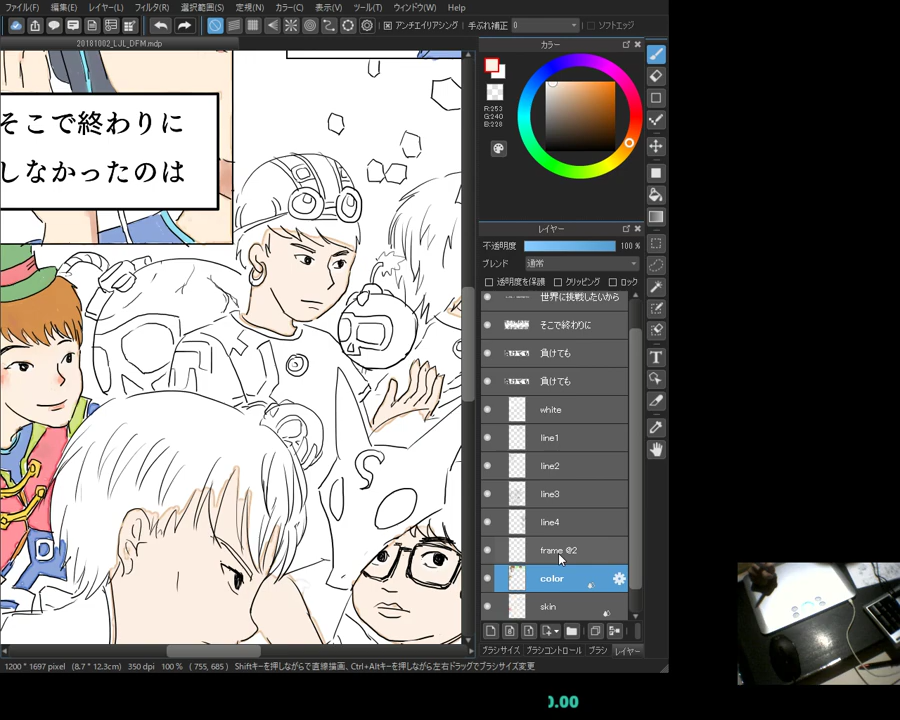 ファイル(F) 編集(E) レイヤー(L) フィルタ(R) 選択範囲(S) 定規(N) カラー(C) 表示(V) ツール(T) ウィンドウ(W) Help
アンチエイリアシング 手ぶれ補正 0 ソフトエッジ
20181002_LJL_DFM.mdp
カラー
R:253
G:240
B:228
そこで終わりに
しなかったのは
レイヤー
不透明度 100 %
ブレンド 通常
透明度を保護 クリッピング ロック
世界に挑戦したいから
そこで終わりに
負けても
負けても
white
line1
line2
line3
line4
frame @2
color
skin
ブラシサイズ ブラシコントロール ブラシ レイヤー
1200 * 1697 pixel (8.7 * 12.3cm) 350 dpi 100 % ( 755, 685 ) Shiftキーを押しながらで直線描画、Ctrl+Altキーを押しながら左右ドラッグでブラシサイズ変更
0.00